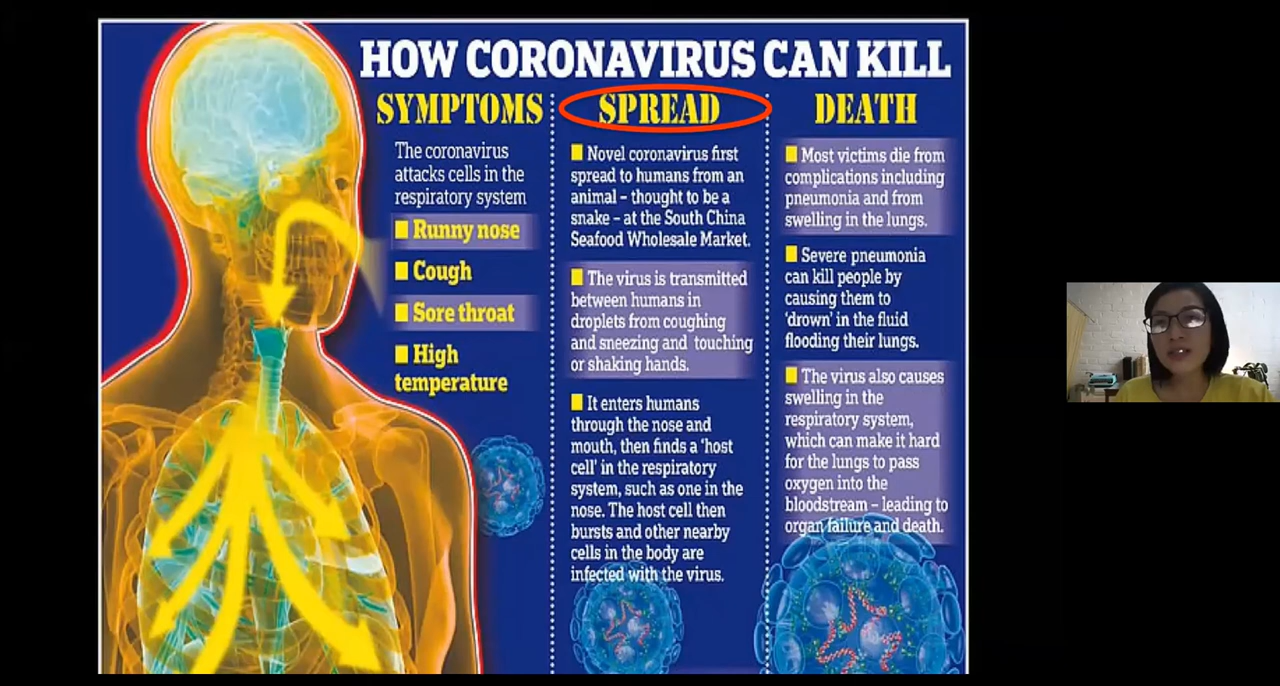 HOW CORONAVIRUS CAN KILL
SYMPTOMS
The coronavirus
attacks cells in the
respiratory system
Runny nose
Cough
Sore throat
High
temperature
SPREAD
Novel coronavirus first
spread to humans from an
animal – thought to be a
snake – at the South China
Seafood Wholesale Market.
The virus is transmitted
between humans in
droplets from coughing
and sneezing and touching
or shaking hands.
It enters humans
through the nose and
mouth, then finds a ‘host
cell’ in the respiratory
system, such as one in the
nose. The host cell then
bursts and other nearby
cells in the body are
infected with the virus.
DEATH
Most victims die from
complications including
pneumonia and from
swelling in the lungs.
Severe pneumonia
can kill people by
causing them to
‘drown’ in the fluid
flooding their lungs.
The virus also causes
swelling in the
respiratory system,
which can make it hard
for the lungs to pass
oxygen into the
bloodstream – leading to
organ failure and death.